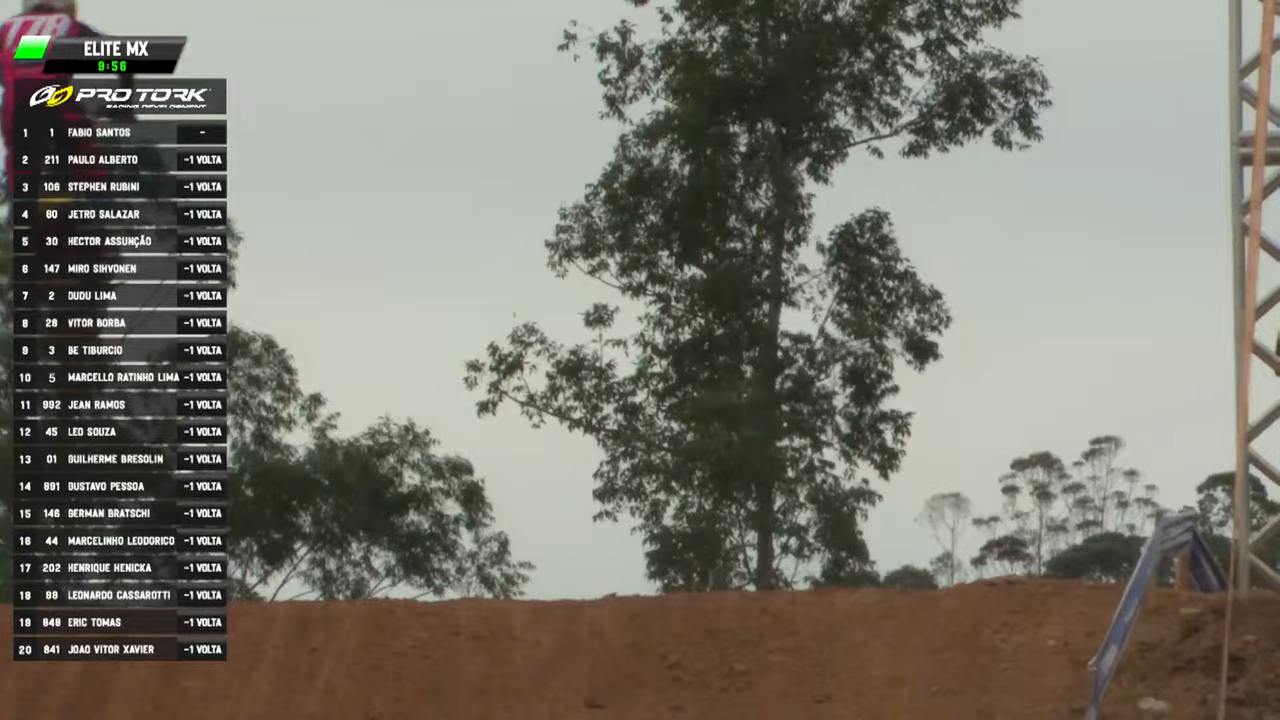 178
ELITE MX
9:56
PRO TORK
RACING DEVELOPMENT
1 1 FABIO SANTOS -
2 211 PAULO ALBERTO -1 VOLTA
3 106 STEPHEN RUBINI -1 VOLTA
4 60 JETRO SALAZAR -1 VOLTA
5 30 HECTOR ASSUNÇÃO -1 VOLTA
6 147 MIRO SIHVONEN -1 VOLTA
7 2 DUDU LIMA -1 VOLTA
8 28 VITOR BORBA -1 VOLTA
9 3 BE TIBURCIO -1 VOLTA
10 5 MARCELLO RATINHO LIMA -1 VOLTA
11 992 JEAN RAMOS -1 VOLTA
12 45 LEO SOUZA -1 VOLTA
13 01 GUILHERME BRESOLIN -1 VOLTA
14 891 GUSTAVO PESSOA -1 VOLTA
15 146 GERMAN BRATSCHI -1 VOLTA
16 44 MARCELINHO LEODORICO -1 VOLTA
17 202 HENRIQUE HENICKA -1 VOLTA
18 99 LEONARDO CASSAROTTI -1 VOLTA
19 848 ERIC TOMAS -1 VOLTA
20 841 JOAO VITOR XAVIER -1 VOLTA